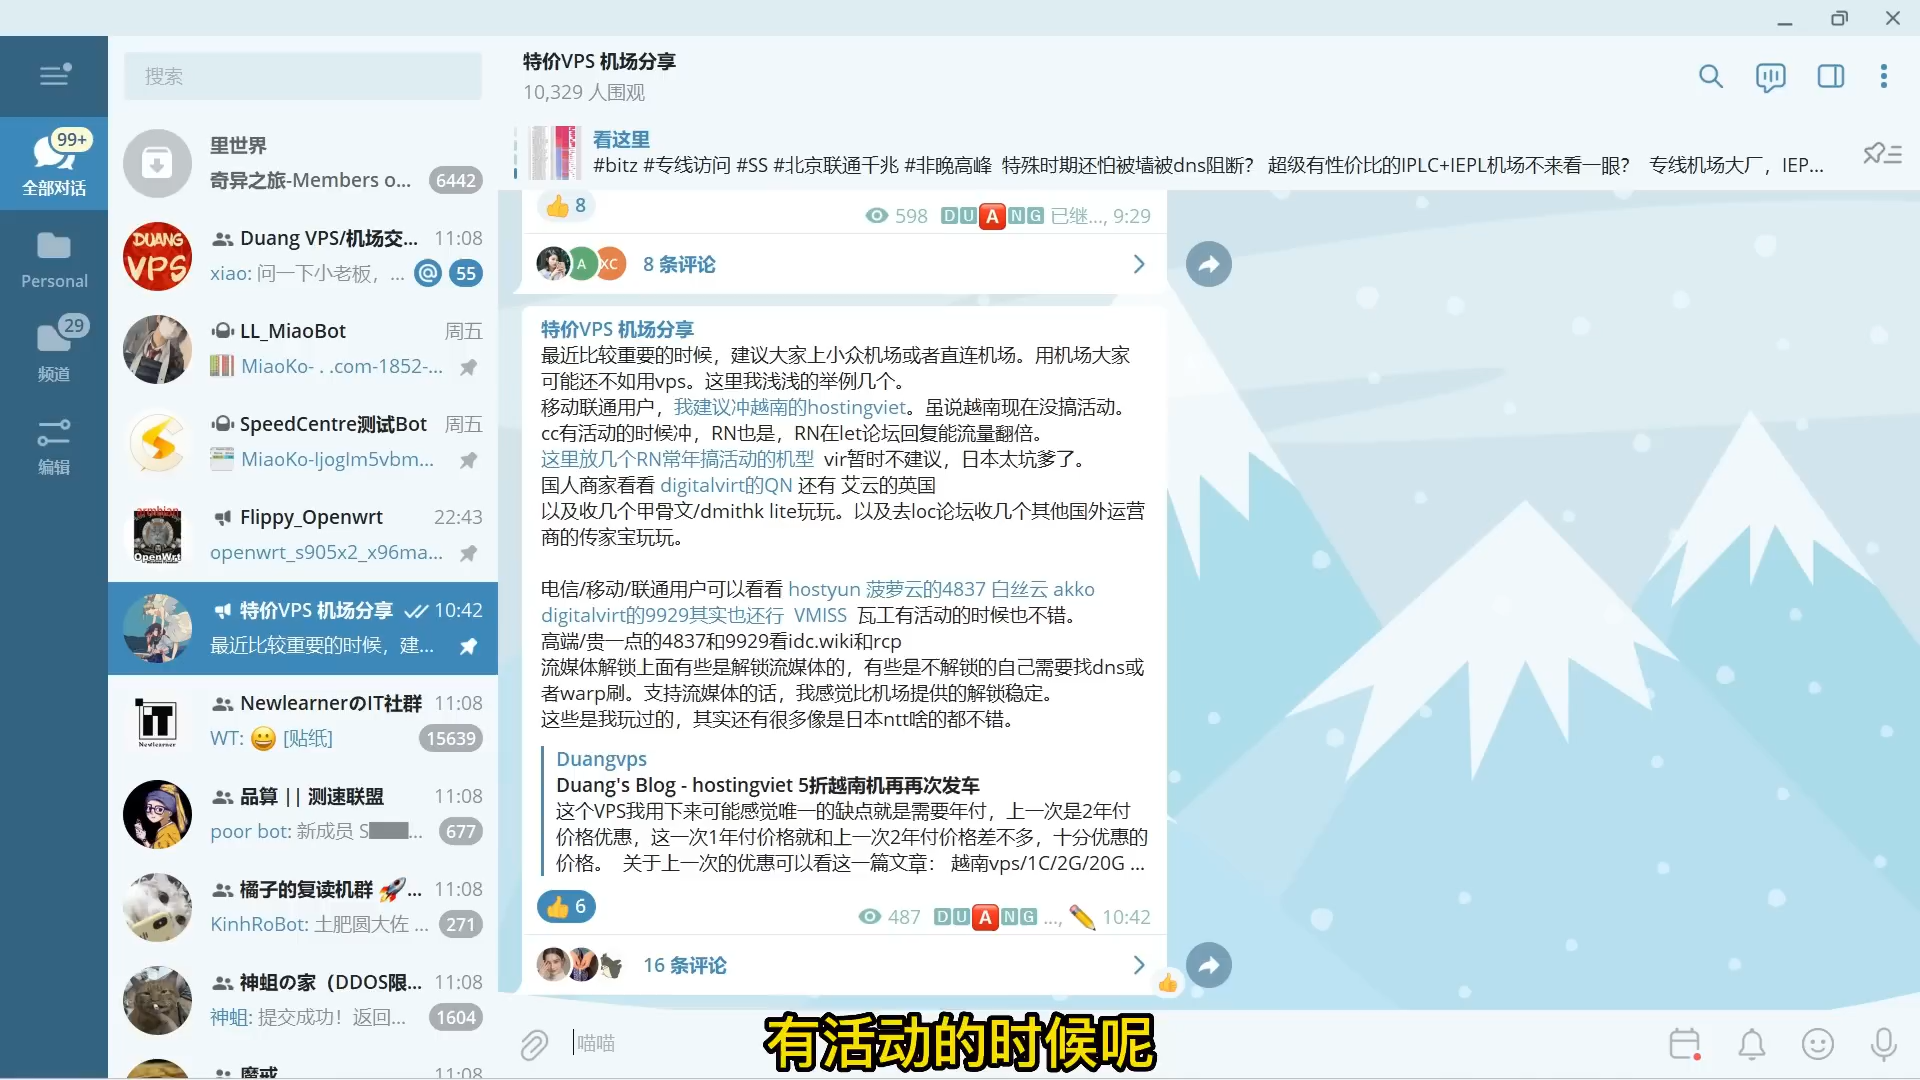 搜索
99+
全部对话
Personal
29
频道
编辑
里世界
奇异之旅-Members o... 6442
DUANG
VPS
Duang VPS/机场交... 11:08
xiao: 问一下小老板，... @ 55
LL_MiaoBot 周五
MiaoKo- . .com-1852-...
SpeedCentre测试Bot 周五
MiaoKo-ljoglm5vbm...
armbian
OpenWrt
Flippy_Openwrt 22:43
openwrt_s905x2_x96ma...
特价VPS 机场分享 10:42
最近比较重要的时候，建...
IT
Newlearner
NewlearnerのIT社群 11:08
WT: 😀 [贴纸] 15639
品算 || 测速联盟 11:08
poor bot: 新成员 S... 677
橘子的复读机群 🚀... 11:08
KinhRoBot: 土肥圆大佐 ... 271
神蛆の家（DDOS限... 11:08
神蛆: 提交成功！返回... 1604
魔戒 11:08
特价VPS 机场分享
10,329 人围观
看这里
#bitz #专线访问 #SS #北京联通千兆 #非晚高峰 特殊时期还怕被墙被dns阻断？ 超级有性价比的IPLC+IEPL机场不来看一眼？ 专线机场大厂，IEP...
👍 8
598 DU🅰NG 已继..., 9:29
A XC 8 条评论
特价VPS 机场分享
最近比较重要的时候，建议大家上小众机场或者直连机场。用机场大家
可能还不如用vps。这里我浅浅的举例几个。
移动联通用户，我建议冲越南的hostingviet。虽说越南现在没搞活动。
cc有活动的时候冲，RN也是，RN在let论坛回复能流量翻倍。
这里放几个RN常年搞活动的机型 vir暂时不建议，日本太坑爹了。
国人商家看看 digitalvirt的QN 还有 艾云的英国
以及收几个甲骨文/dmithk lite玩玩。以及去loc论坛收几个其他国外运营
商的传家宝玩玩。
电信/移动/联通用户可以看看 hostyun 菠萝云的4837 白丝云 akko
digitalvirt的9929其实也还行 VMISS 瓦工有活动的时候也不错。
高端/贵一点的4837和9929看idc.wiki和rcp
流媒体解锁上面有些是解锁流媒体的，有些是不解锁的自己需要找dns或
者warp刷。支持流媒体的话，我感觉比机场提供的解锁稳定。
这些是我玩过的，其实还有很多像是日本ntt啥的都不错。
Duangvps
Duang's Blog - hostingviet 5折越南机再再次发车
这个VPS我用下来可能感觉唯一的缺点就是需要年付，上一次是2年付
价格优惠，这一次1年付价格就和上一次2年付价格差不多，十分优惠的
价格。 关于上一次的优惠可以看这一篇文章： 越南vps/1C/2G/20G ...
👍 6
487 DU🅰NG ..., ✏️ 10:42
16 条评论
喵喵
有活动的时候呢